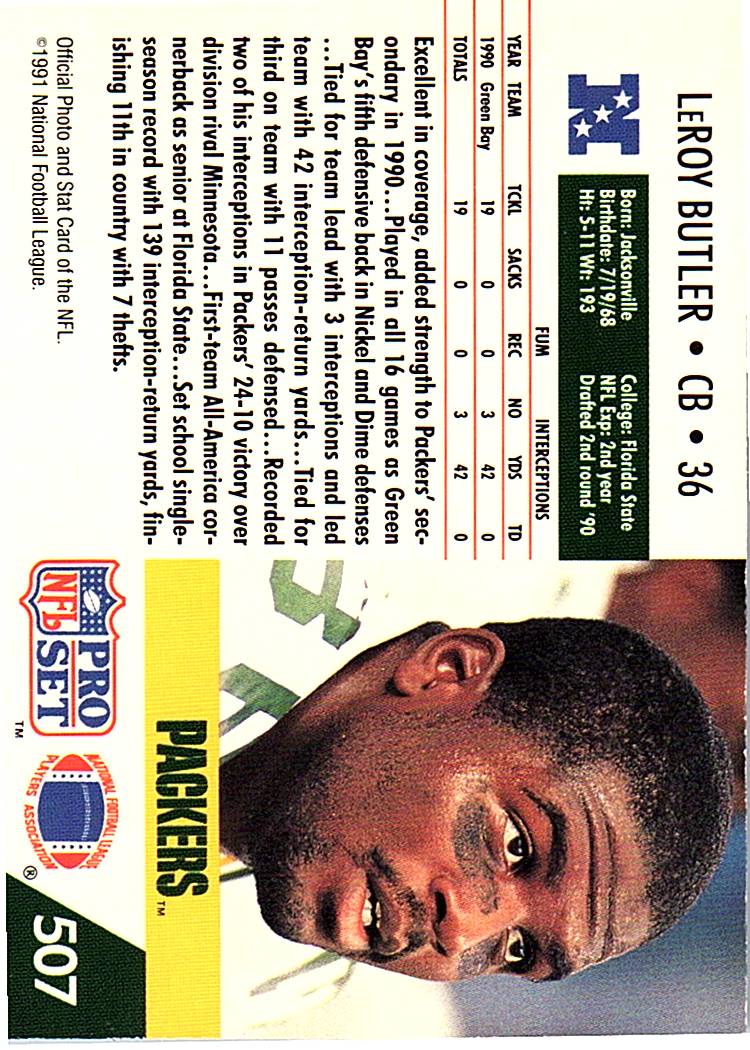 LEROY BUTLER • CB • 36
N
Born: Jacksonville College: Florida State
Birthdate: 7/19/68 NFL Exp: 2nd year
Ht: 5-11 Wt: 193 Drafted 2nd round '90
FUM INTERCEPTIONS
YEAR TEAM TCKL SACKS REC NO YDS TD
1990 Green Bay 19 0 0 3 42 0
TOTALS 19 0 0 3 42 0
Excellent in coverage, added strength to Packers' sec-
ondary in 1990...Played in all 16 games as Green
Bay's fifth defensive back in Nickel and Dime defenses
...Tied for team lead with 3 interceptions and led
team with 42 interception-return yards...Tied for
third on team with 11 passes defensed...Recorded
two of his interceptions in Packers' 24-10 victory over
division rival Minnesota...First-team All-America cor-
nerback as senior at Florida State...Set school single-
season record with 139 interception-return yards, fin-
ishing 11th in country with 7 thefts.
Official Photo and Stat Card of the NFL.
©1991 National Football League.
PACKERS™
NFL PRO SET™
NATIONAL FOOTBALL LEAGUE
PLAYERS ASSOCIATION®
507